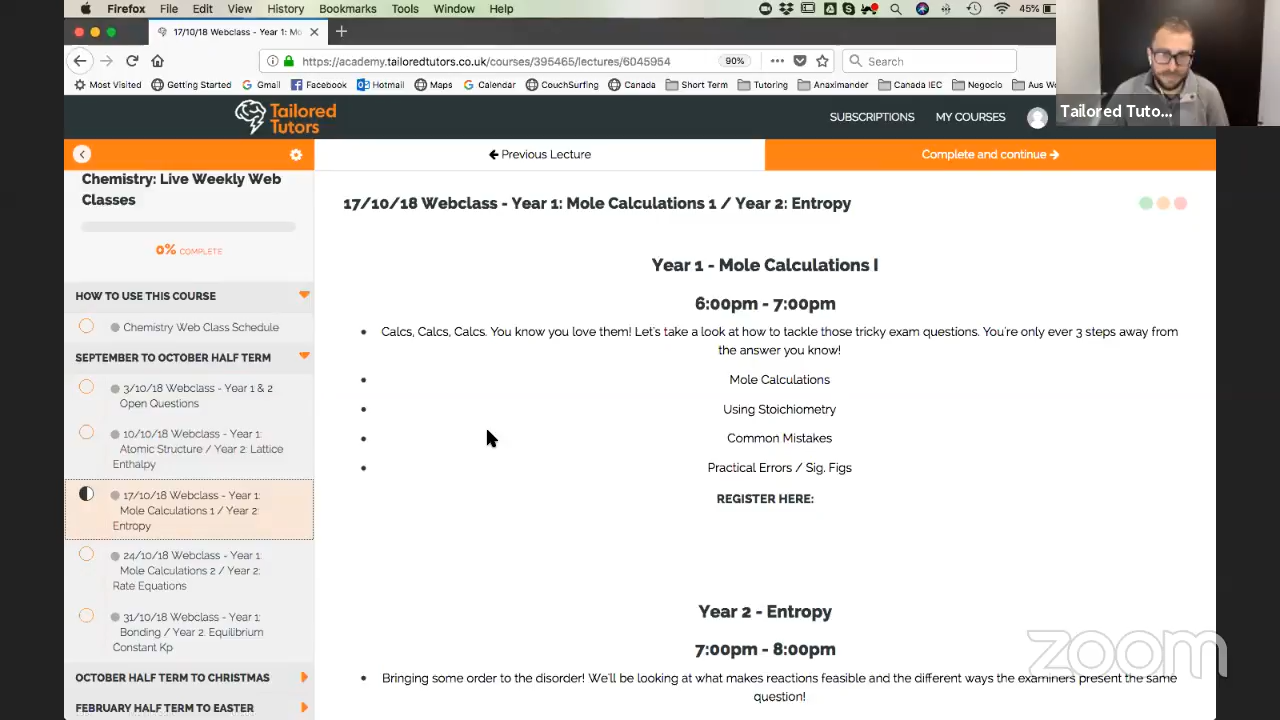 Firefox File Edit View History Bookmarks Tools Window Help 45%
17/10/18 Webclass - Year 1: Mo
https://academy.tailoredtutors.co.uk/courses/395465/lectures/6045954 90% Search
Most Visited Getting Started Gmail Facebook Hotmail Maps Calendar CouchSurfing Canada Short Term Tutoring Anaximander Canada IEC Negocio Aus Wo
Tailored Tuto...
Tailored
Tutors
SUBSCRIPTIONS MY COURSES
Previous Lecture
Complete and continue
Chemistry: Live Weekly Web
Classes
0% COMPLETE
HOW TO USE THIS COURSE
Chemistry Web Class Schedule
SEPTEMBER TO OCTOBER HALF TERM
3/10/18 Webclass - Year 1 & 2
Open Questions
10/10/18 Webclass - Year 1:
Atomic Structure / Year 2: Lattice
Enthalpy
17/10/18 Webclass - Year 1:
Mole Calculations 1 / Year 2:
Entropy
24/10/18 Webclass - Year 1:
Mole Calculations 2 / Year 2:
Rate Equations
31/10/18 Webclass - Year 1:
Bonding / Year 2. Equilibrium
Constant Kp
OCTOBER HALF TERM TO CHRISTMAS
FEBRUARY HALF TERM TO EASTER
17/10/18 Webclass - Year 1: Mole Calculations 1 / Year 2: Entropy
Year 1 - Mole Calculations I
6:00pm - 7:00pm
Calcs, Calcs, Calcs. You know you love them! Let's take a look at how to tackle those tricky exam questions. You're only ever 3 steps away from
the answer you know!
Mole Calculations
Using Stoichiometry
Common Mistakes
Practical Errors / Sig. Figs
REGISTER HERE:
Year 2 - Entropy
7:00pm - 8:00pm
Bringing some order to the disorder! We'll be looking at what makes reactions feasible and the different ways the examiners present the same
question!
zoom